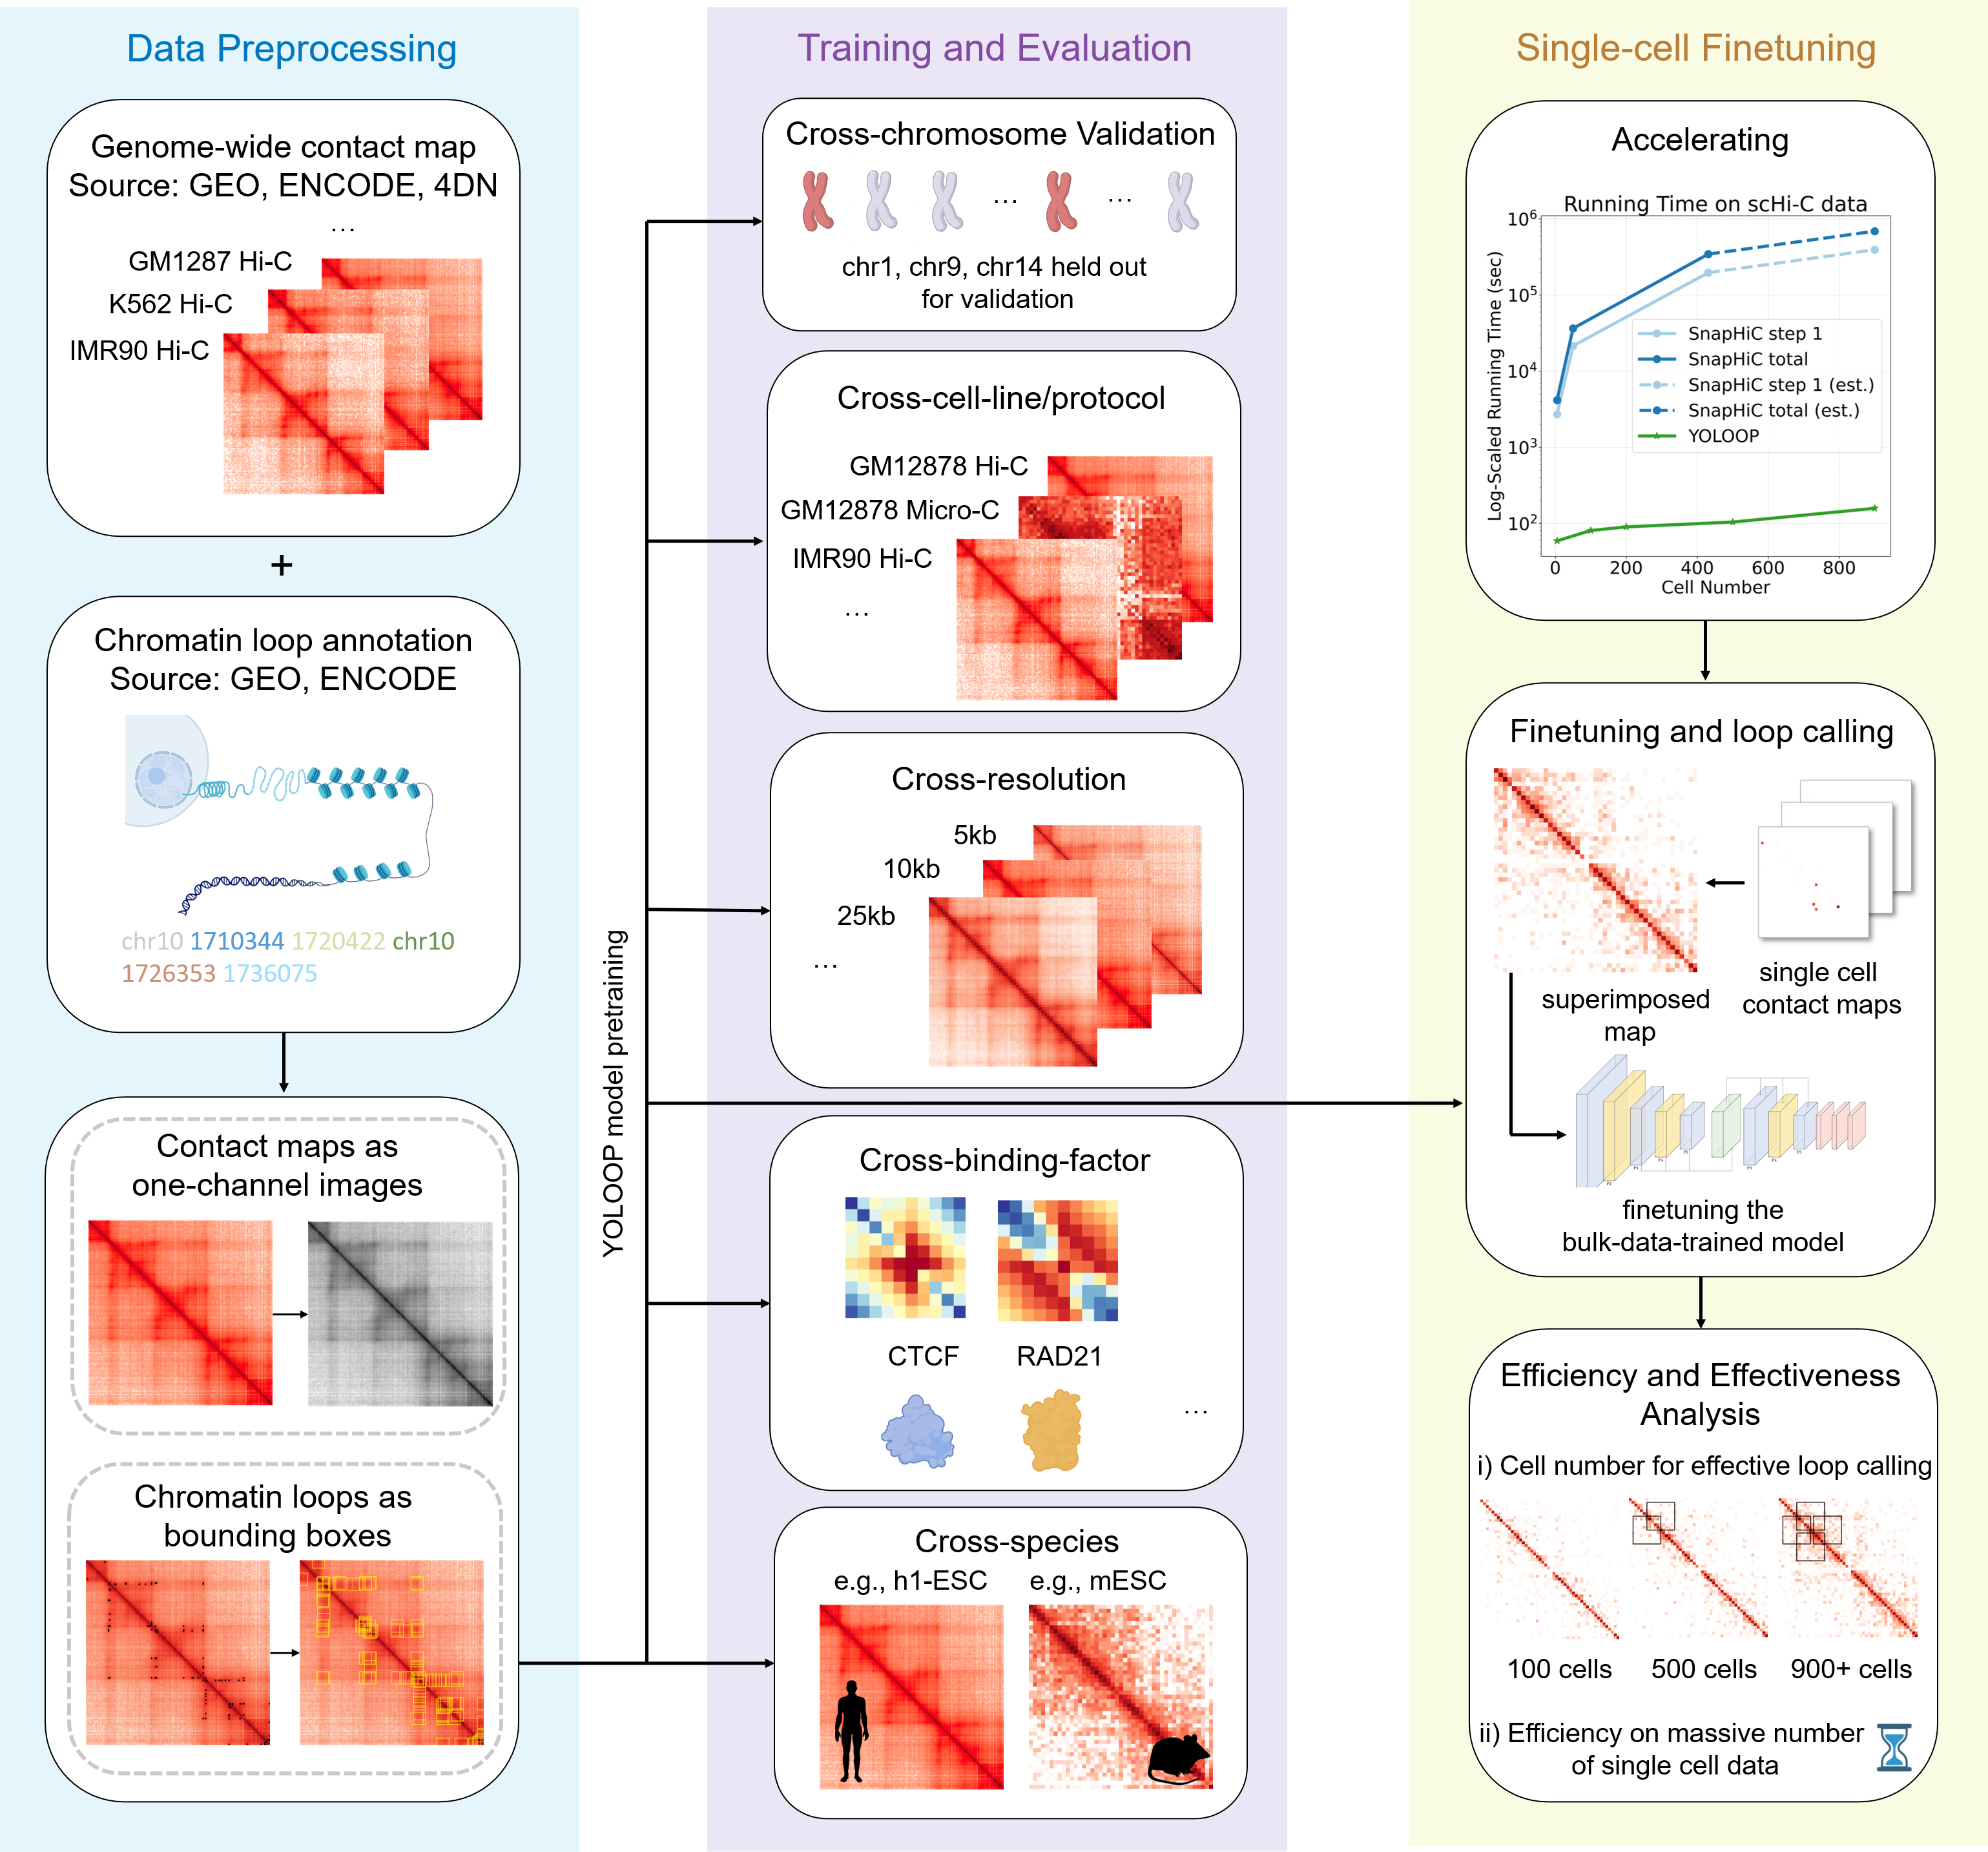 Data Preprocessing
Genome-wide contact map
Source: GEO, ENCODE, 4DN
...
GM1287 Hi-C
K562 Hi-C
IMR90 Hi-C
+
Chromatin loop annotation
Source: GEO, ENCODE
chr10 1710344 1720422 chr10
1726353 1736075
Contact maps as
one-channel images
Chromatin loops as
bounding boxes
YOLOOP model pretraining
Training and Evaluation
Cross-chromosome Validation
... ...
chr1, chr9, chr14 held out
for validation
Cross-cell-line/protocol
GM12878 Hi-C
GM12878 Micro-C
IMR90 Hi-C
...
Cross-resolution
5kb
10kb
25kb
...
Cross-binding-factor
CTCF RAD21
...
Cross-species
e.g., h1-ESC e.g., mESC
Single-cell Finetuning
Accelerating
Running Time on scHi-C data
Log-Scaled Running Time (sec)
10^6
10^5
10^4
10^3
10^2
SnapHiC step 1
SnapHiC total
SnapHiC step 1 (est.)
SnapHiC total (est.)
YOLOOP
0 200 400 600 800
Cell Number
Finetuning and loop calling
single cell
contact maps
superimposed
map
finetuning the
bulk-data-trained model
Efficiency and Effectiveness
Analysis
i) Cell number for effective loop calling
100 cells 500 cells 900+ cells
ii) Efficiency on massive number
of single cell data